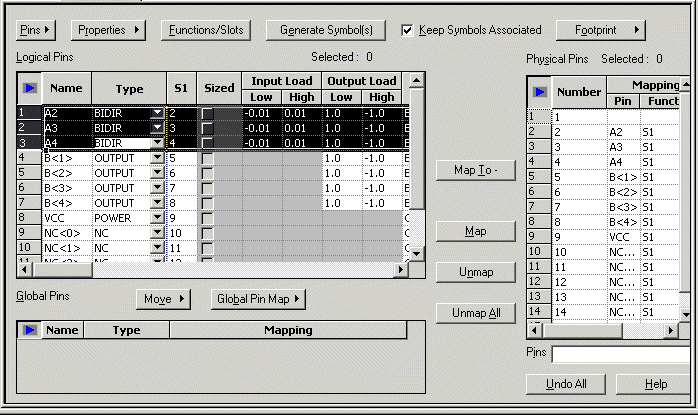 Pins Properties Functions/Slots Generate Symbol(s) Keep Symbols Associated Footprint
Logical Pins Selected : 0 Physical Pins Selected : 0
Name Type S1 Sized Input Load Output Load
Low High Low High
1 A2 BIDIR 2 -0.01 0.01 1.0 -1.0
2 A3 BIDIR 3 -0.01 0.01 1.0 -1.0
3 A4 BIDIR 4 -0.01 0.01 1.0 -1.0
4 B<1> OUTPUT 5 1.0 -1.0
5 B<2> OUTPUT 6 1.0 -1.0
6 B<3> OUTPUT 7 1.0 -1.0
7 B<4> OUTPUT 8 1.0 -1.0
8 VCC POWER 9
9 NC<0> NC 10
10 NC<1> NC 11
11 NC<2> NC 12
Map To -
Map
Unmap
Unmap All
Number Mapping
Pin Funct
1 1
2 2 A2 S1
3 3 A3 S1
4 4 A4 S1
5 5 B<1> S1
6 6 B<2> S1
7 7 B<3> S1
8 8 B<4> S1
9 9 VCC S1
10 10 NC... S1
11 11 NC... S1
12 12 NC... S1
13 13 NC... S1
14 14 NC... S1
Global Pins Move Global Pin Map
Name Type Mapping
Pins
Undo All Help